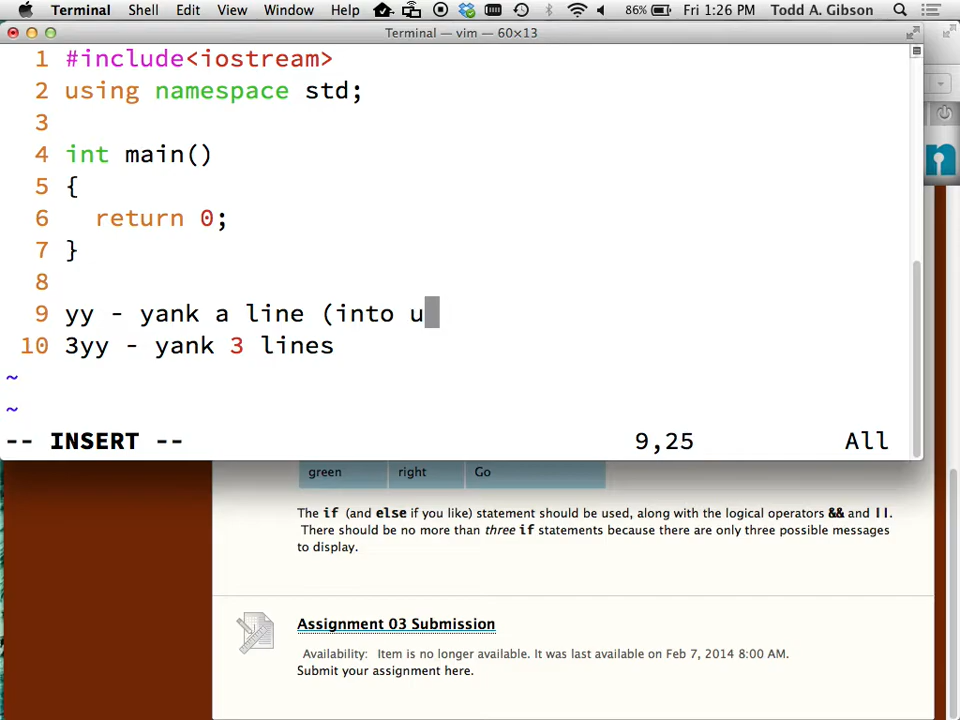 Terminal Shell Edit View Window Help 86% Fri 1:26 PM Todd A. Gibson
Terminal — vim — 60×13
1 #include<iostream>
2 using namespace std;
3
4 int main()
5 {
6   return 0;
7 }
8
9 yy - yank a line (into u
10 3yy - yank 3 lines
~
~
-- INSERT -- 9,25 All
green right Go
The if (and else if you like) statement should be used, along with the logical operators && and ||.
There should be no more than three if statements because there are only three possible messages
to display.
Assignment 03 Submission
Availability: Item is no longer available. It was last available on Feb 7, 2014 8:00 AM.
Submit your assignment here.